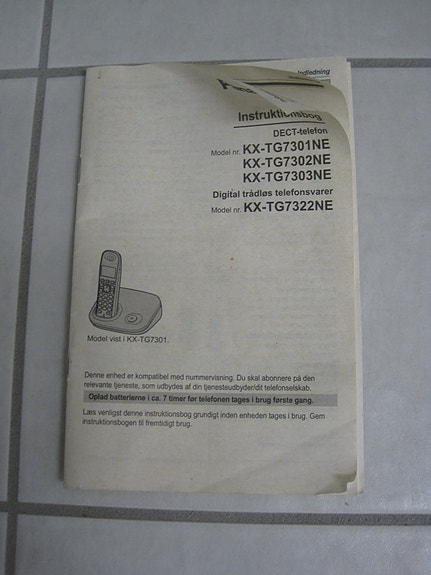 Indledning
Instruktionsbog
DECT-telefon
Model nr. KX-TG7301NE
KX-TG7302NE
KX-TG7303NE
Digital trådløs telefonsvarer
Model nr. KX-TG7322NE
Model vist i KX-TG7301.
Denne enhed er kompatibel med nummervisning. Du skal abonnere på den
relevante tjeneste, som udbydes af din tjenesteudbyder/dit telefonselskab.
Oplad batterierne i ca. 7 timer før telefonen tages i brug første gang.
Læs venligst denne instruktionsbog grundigt inden enheden tages i brug. Gem
instruktionsbogen til fremtidigt brug.